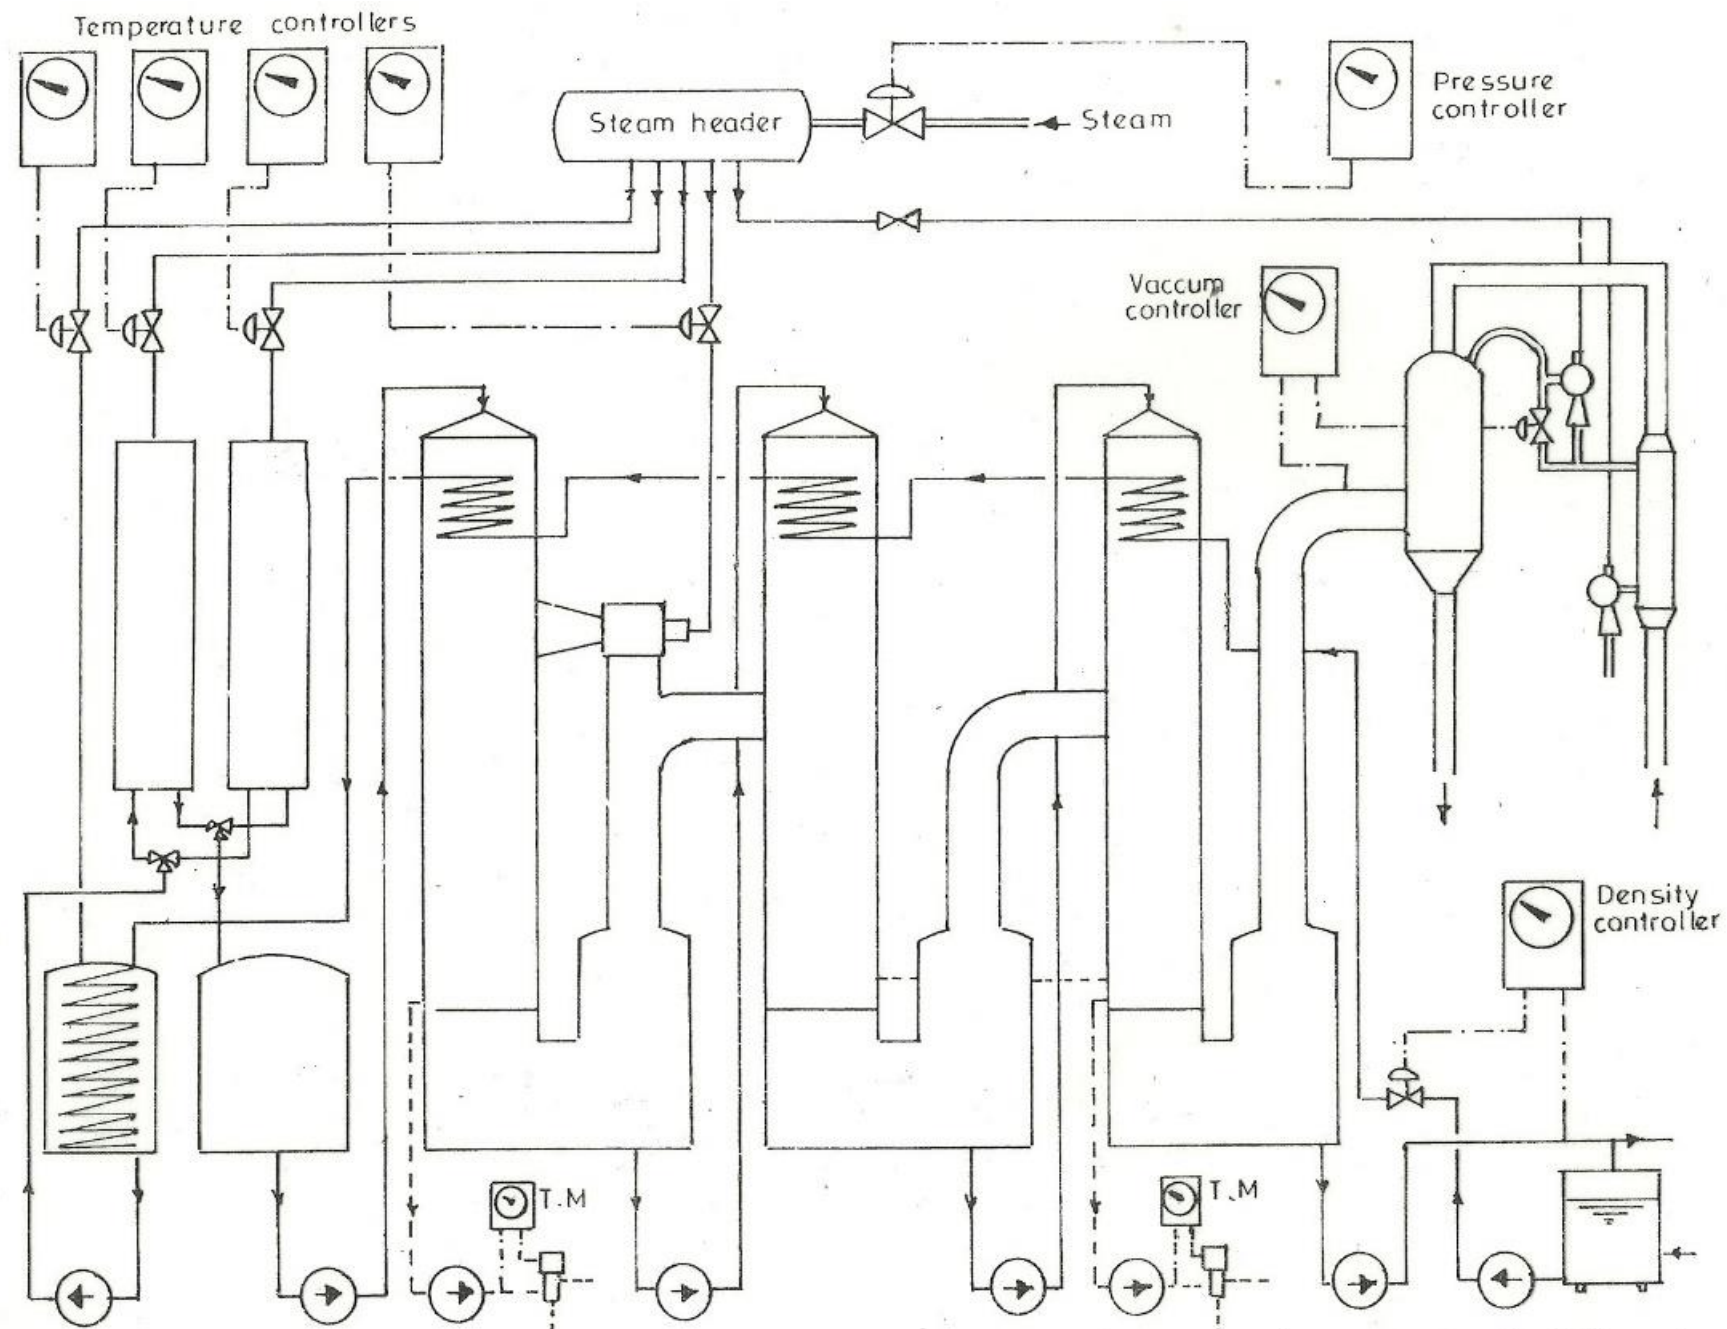 Temperature controllers
Steam header
Steam
Pressure
controller
Vaccum
controller
Density
controller
T.M
T.M